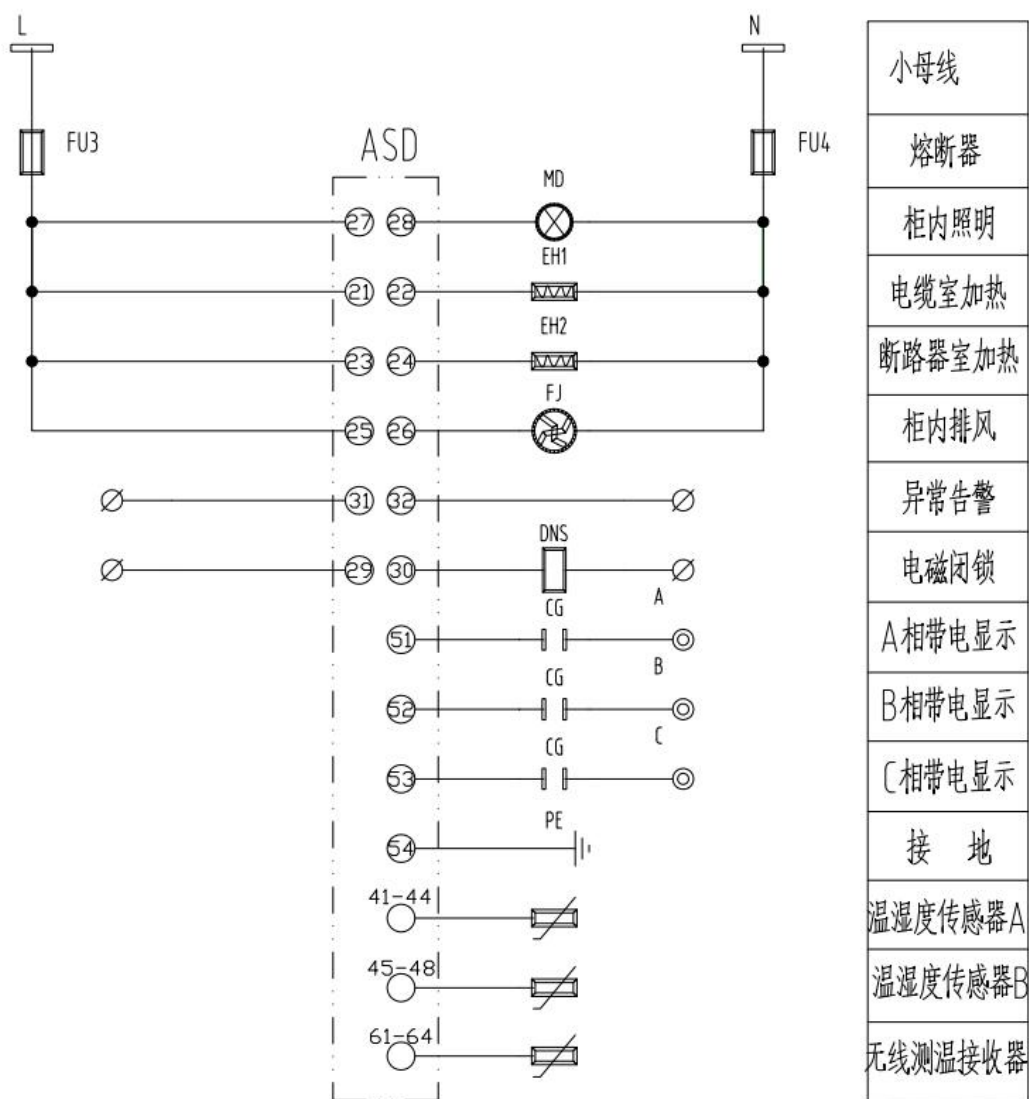 L
N
小母线
FU3
FU4
熔断器
ASD
MD
27 28
柜内照明
EH1
21 22
电缆室加热
EH2
23 24
断路器室加热
FJ
25 26
柜内排风
31 32
异常告警
DNS
29 30
电磁闭锁
A
CG
51
A相带电显示
B
CG
52
B相带电显示
C
CG
53
C相带电显示
PE
54
接 地
41-44
温湿度传感器A
45-48
温湿度传感器B
61-64
无线测温接收器